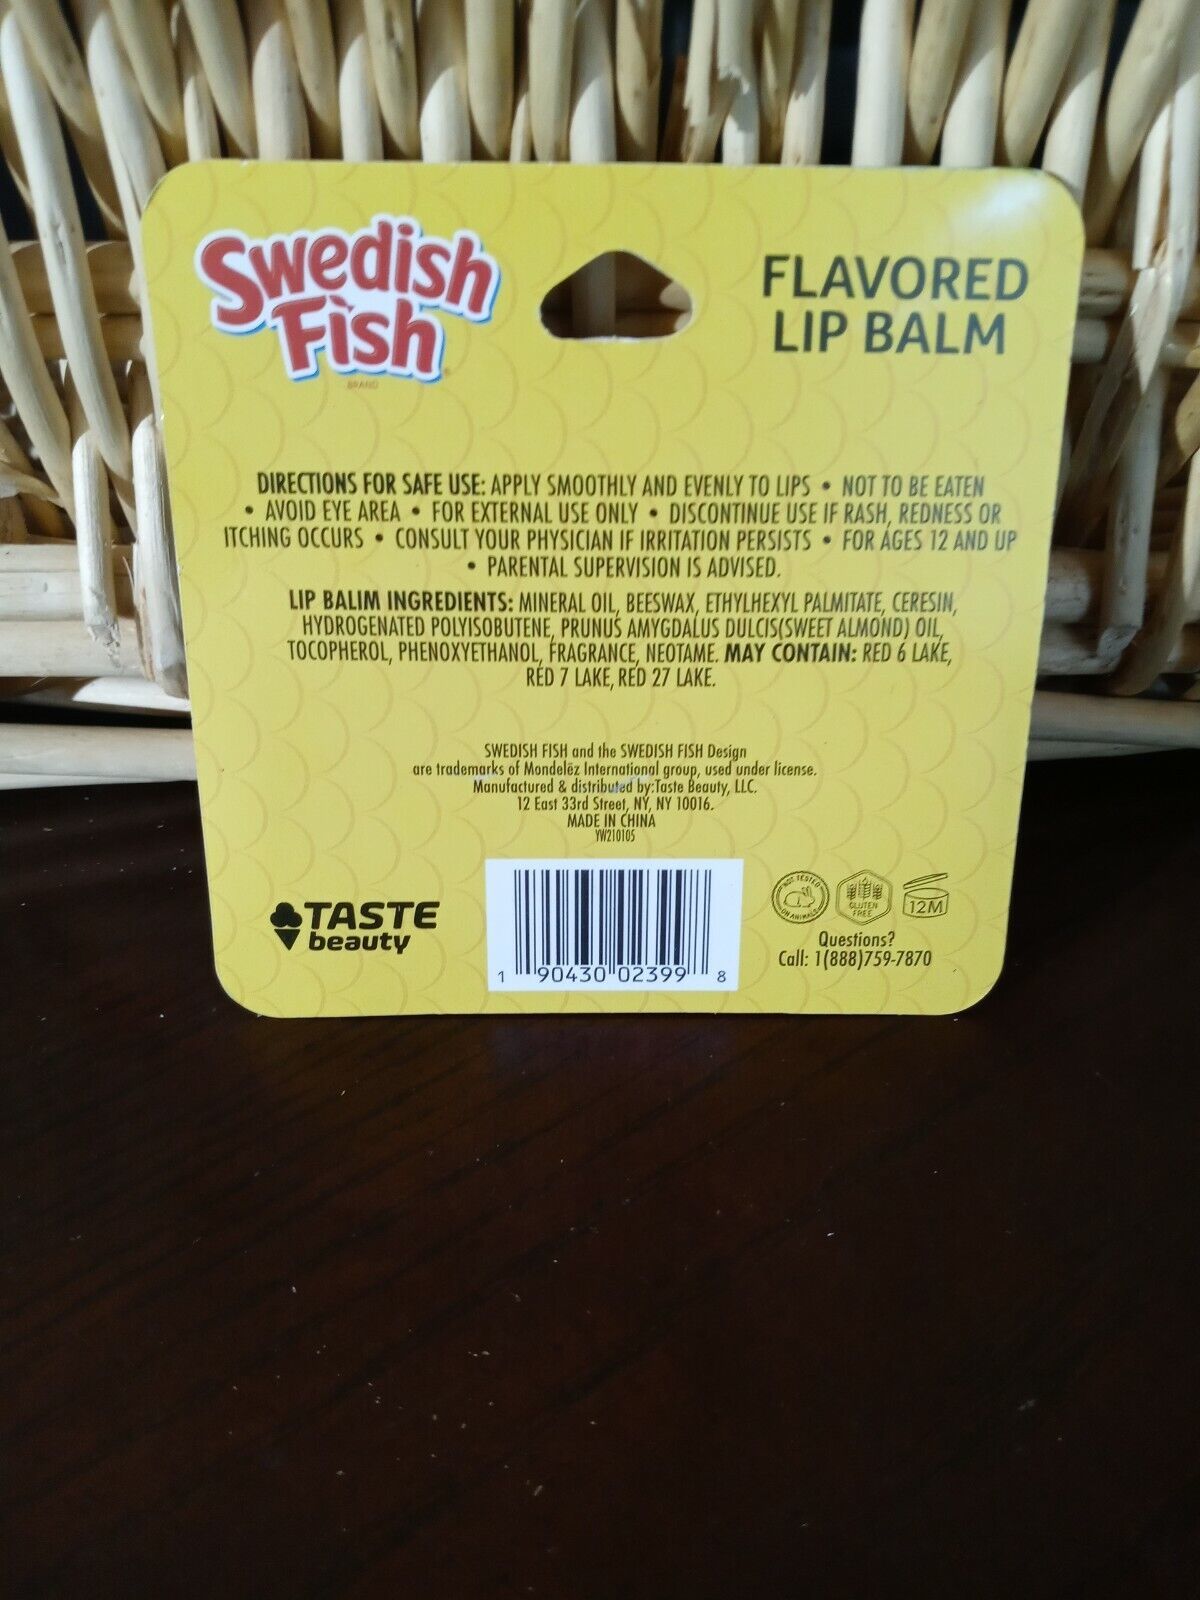 Swedish
Fish
BRAND
FLAVORED
LIP BALM
DIRECTIONS FOR SAFE USE: APPLY SMOOTHLY AND EVENLY TO LIPS • NOT TO BE EATEN
• AVOID EYE AREA • FOR EXTERNAL USE ONLY • DISCONTINUE USE IF RASH, REDNESS OR
ITCHING OCCURS • CONSULT YOUR PHYSICIAN IF IRRITATION PERSISTS • FOR AGES 12 AND UP
• PARENTAL SUPERVISION IS ADVISED.
LIP BALIM INGREDIENTS: MINERAL OIL, BEESWAX, ETHYLHEXYL PALMITATE, CERESIN,
HYDROGENATED POLYISOBUTENE, PRUNUS AMYGDALUS DULCIS(SWEET ALMOND) OIL,
TOCOPHEROL, PHENOXYETHANOL, FRAGRANCE, NEOTAME. MAY CONTAIN: RED 6 LAKE,
RED 7 LAKE, RED 27 LAKE.
SWEDISH FISH and the SWEDISH FISH Design
are trademarks of Mondelēz International group, used under license.
Manufactured & distributed by:Taste Beauty, LLC.
12 East 33rd Street, NY, NY 10016.
MADE IN CHINA
YW210105
TASTE
beauty
1 90430 02399 8
NOT TESTED
ON ANIMALS
GLUTEN
FREE
12M
Questions?
Call: 1(888)759-7870